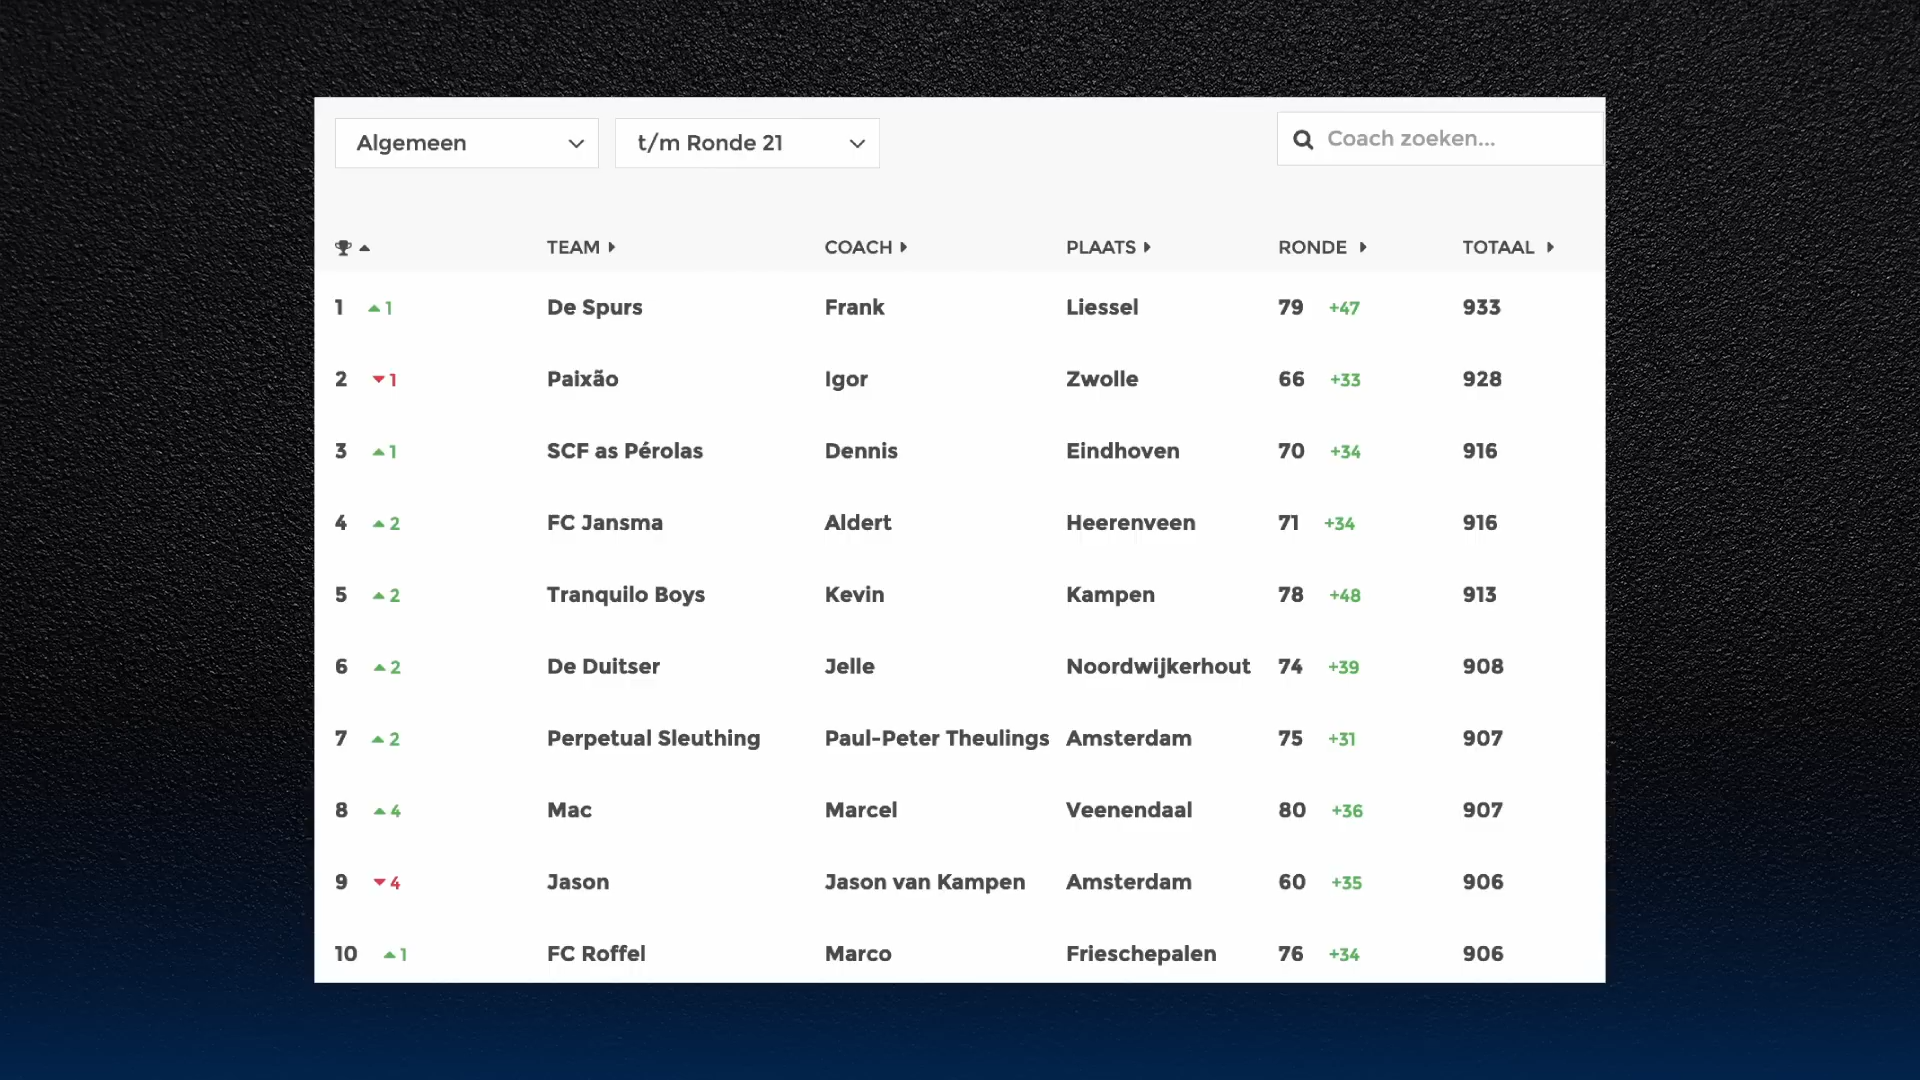 Algemeen t/m Ronde 21 Coach zoeken...
TEAM COACH PLAATS RONDE TOTAAL
1 1 De Spurs Frank Liessel 79 +47 933
2 1 Paixão Igor Zwolle 66 +33 928
3 1 SCF as Pérolas Dennis Eindhoven 70 +34 916
4 2 FC Jansma Aldert Heerenveen 71 +34 916
5 2 Tranquilo Boys Kevin Kampen 78 +48 913
6 2 De Duitser Jelle Noordwijkerhout 74 +39 908
7 2 Perpetual Sleuthing Paul-Peter Theulings Amsterdam 75 +31 907
8 4 Mac Marcel Veenendaal 80 +36 907
9 4 Jason Jason van Kampen Amsterdam 60 +35 906
10 1 FC Roffel Marco Frieschepalen 76 +34 906